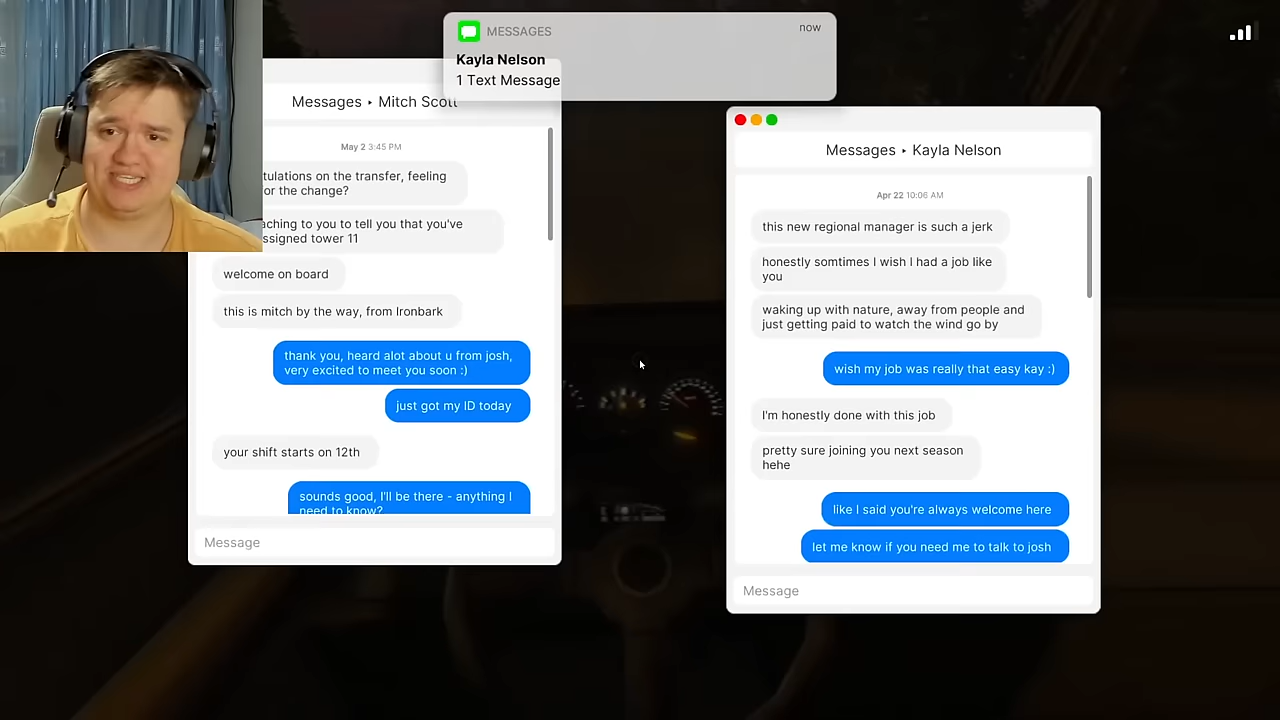 MESSAGES
now
Kayla Nelson
1 Text Message
Messages ‣ Mitch Scott
May 2 3:45 PM
tulations on the transfer, feeling
or the change?
aching to you to tell you that you've
ssigned tower 11
welcome on board
this is mitch by the way, from Ironbark
thank you, heard alot about u from josh,
very excited to meet you soon :)
just got my ID today
your shift starts on 12th
sounds good, I'll be there - anything I
need to know?
Message
Messages ‣ Kayla Nelson
Apr 22 10:06 AM
this new regional manager is such a jerk
honestly somtimes I wish I had a job like
you
waking up with nature, away from people and
just getting paid to watch the wind go by
wish my job was really that easy kay :)
I'm honestly done with this job
pretty sure joining you next season
hehe
like I said you're always welcome here
let me know if you need me to talk to josh
Message